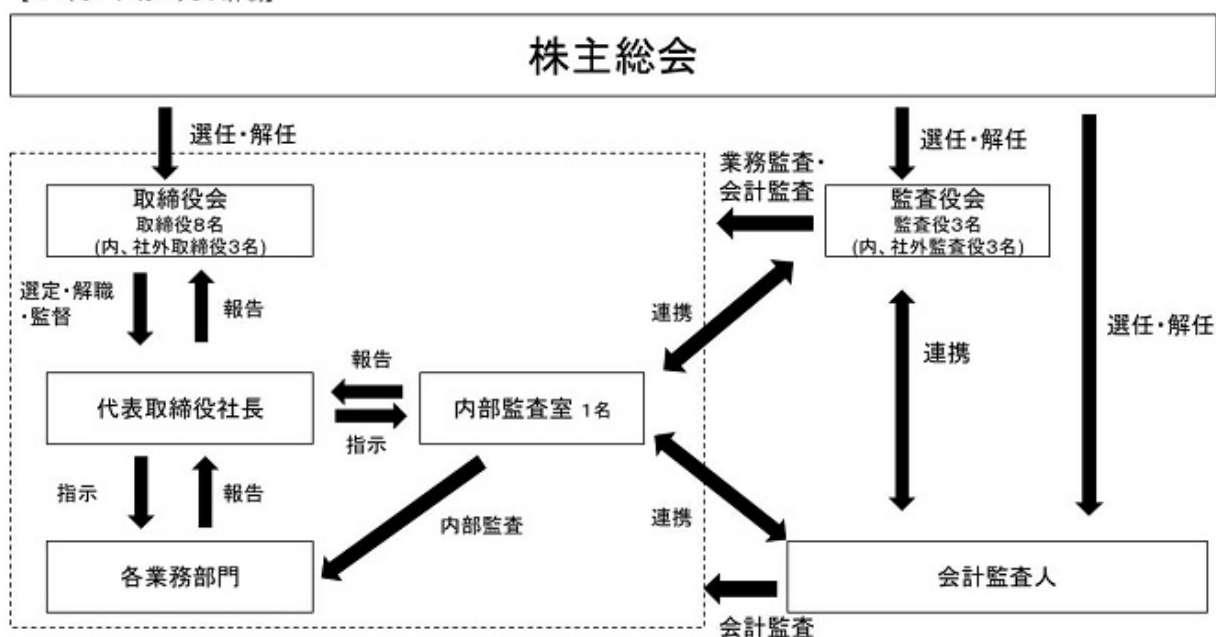 株主総会
選任・解任
選任・解任
業務監査・
会計監査
取締役会
取締役8名
(内、社外取締役3名)
監査役会
監査役3名
(内、社外監査役3名)
選定・解職
・監督
報告
連携
連携
選任・解任
代表取締役社長
報告
指示
内部監査室 1名
指示
報告
内部監査
連携
各業務部門
会計監査人
会計監査